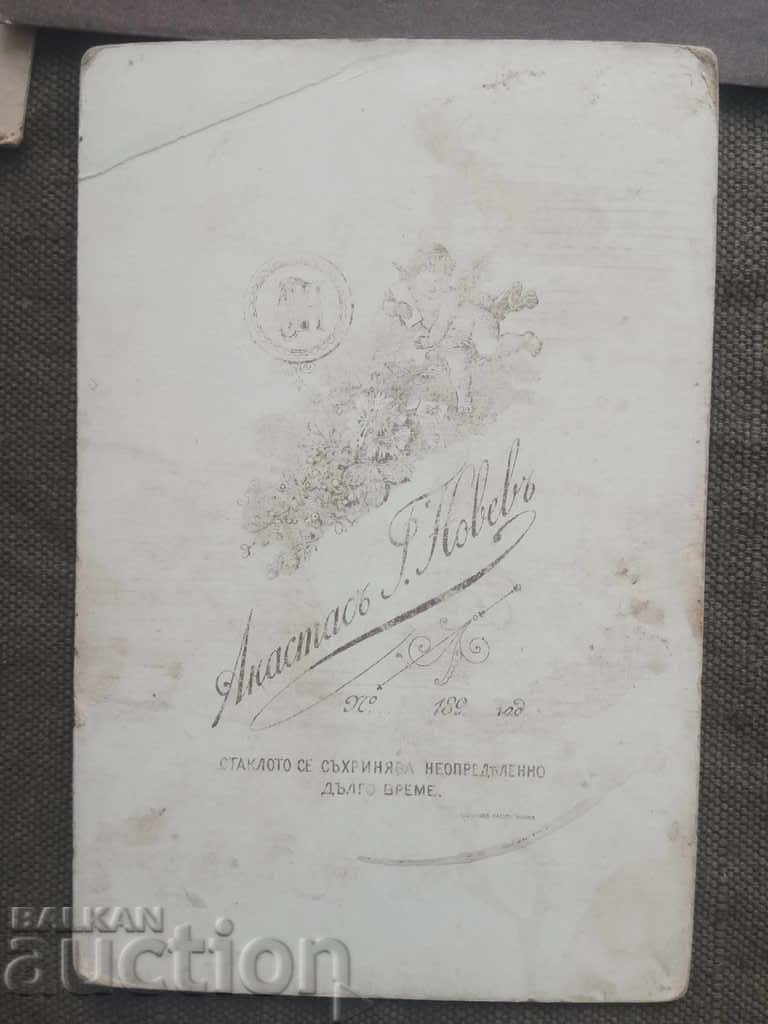 Анастасъ Г. Новевъ
№ 189 год
СТАКЛОТО СЕ СЪХРИНЯВА НЕОПРЕДѢЛЕННО
ДЪЛГО ВРЕМЕ.
BALKAN
auction